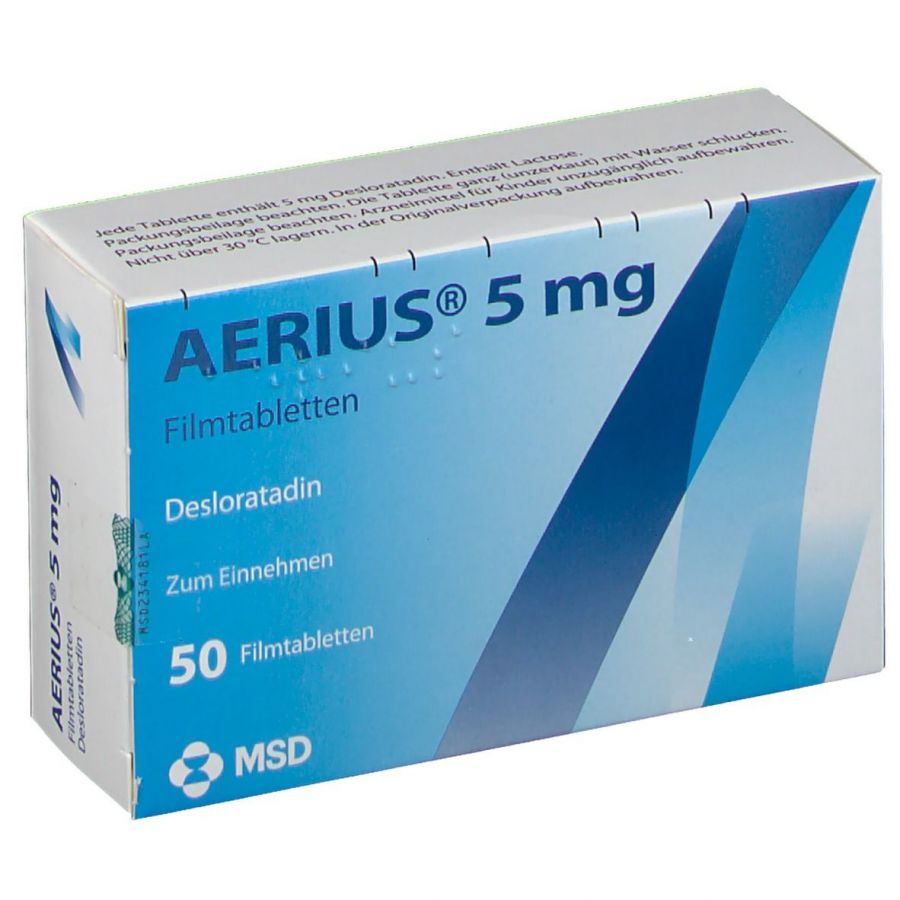 Jede Tablette enthält 5 mg Desloratadin. Enthält Lactose.
Packungsbeilage beachten. Die Tablette ganz (unzerkaut) mit Wasser schlucken.
Packungsbeilage beachten. Arzneimittel für Kinder unzugänglich aufbewahren.
Nicht über 30 °C lagern. In der Originalverpackung aufbewahren.
AERIUS® 5 mg
Filmtabletten
Desloratadin
Zum Einnehmen
50 Filmtabletten
MSD
AERIUS® 5 mg
Filmtabletten
Desloratadin
MSD234181LA